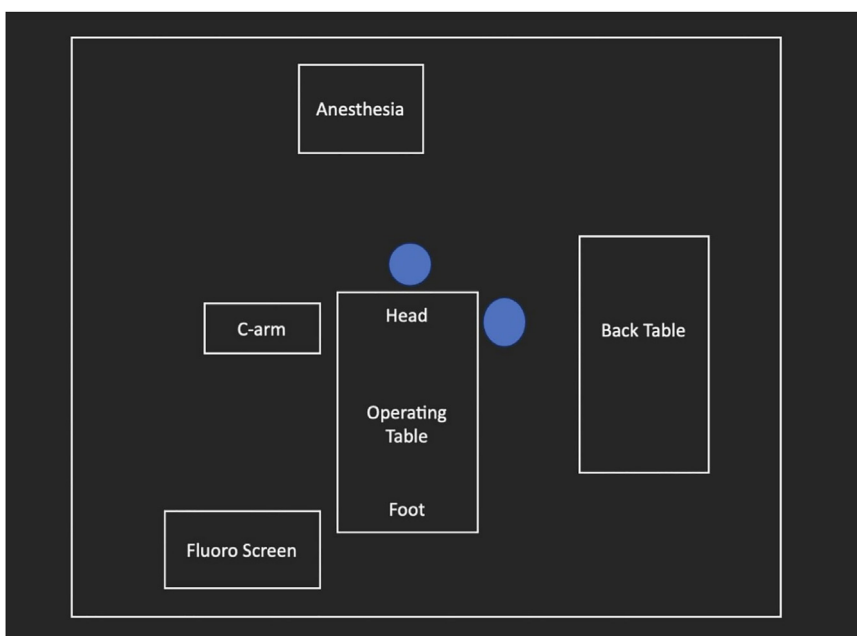 Anesthesia
Head
C-arm
Back Table
Operating
Table
Foot
Fluoro Screen